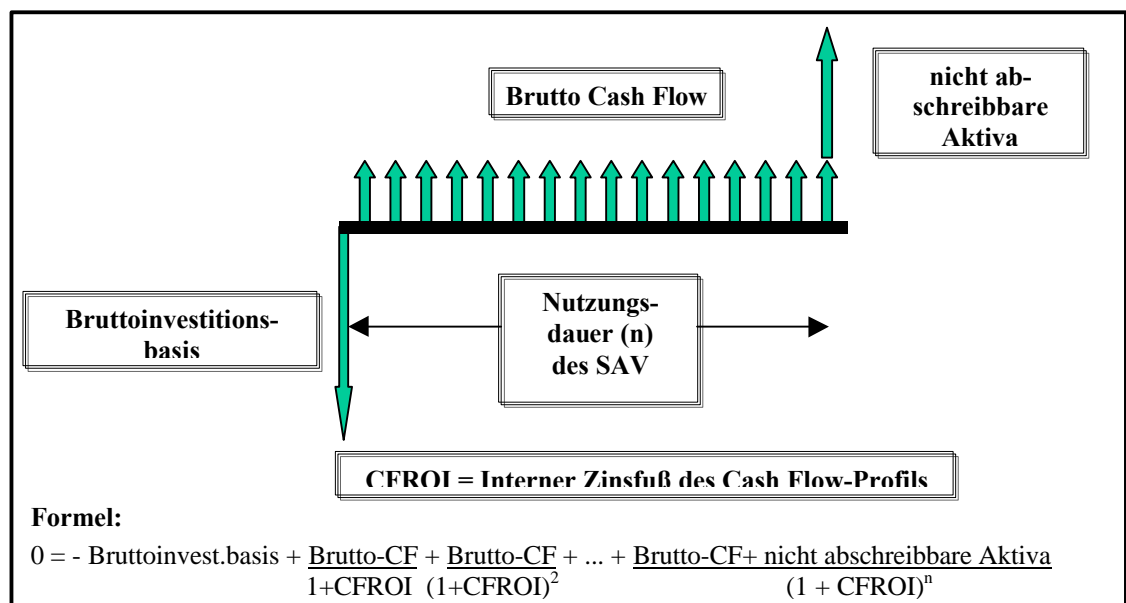 Brutto Cash Flow
nicht ab-
schreibbare
Aktiva
Bruttoinvestitions-
basis
Nutzungs-
dauer (n)
des SAV
CFROI = Interner Zinsfuß des Cash Flow-Profils
Formel:
0 = - Bruttoinvest.basis + Brutto-CF + Brutto-CF + ... + Brutto-CF+ nicht abschreibbare Aktiva
1+CFROI (1+CFROI)² (1 + CFROI)ⁿ